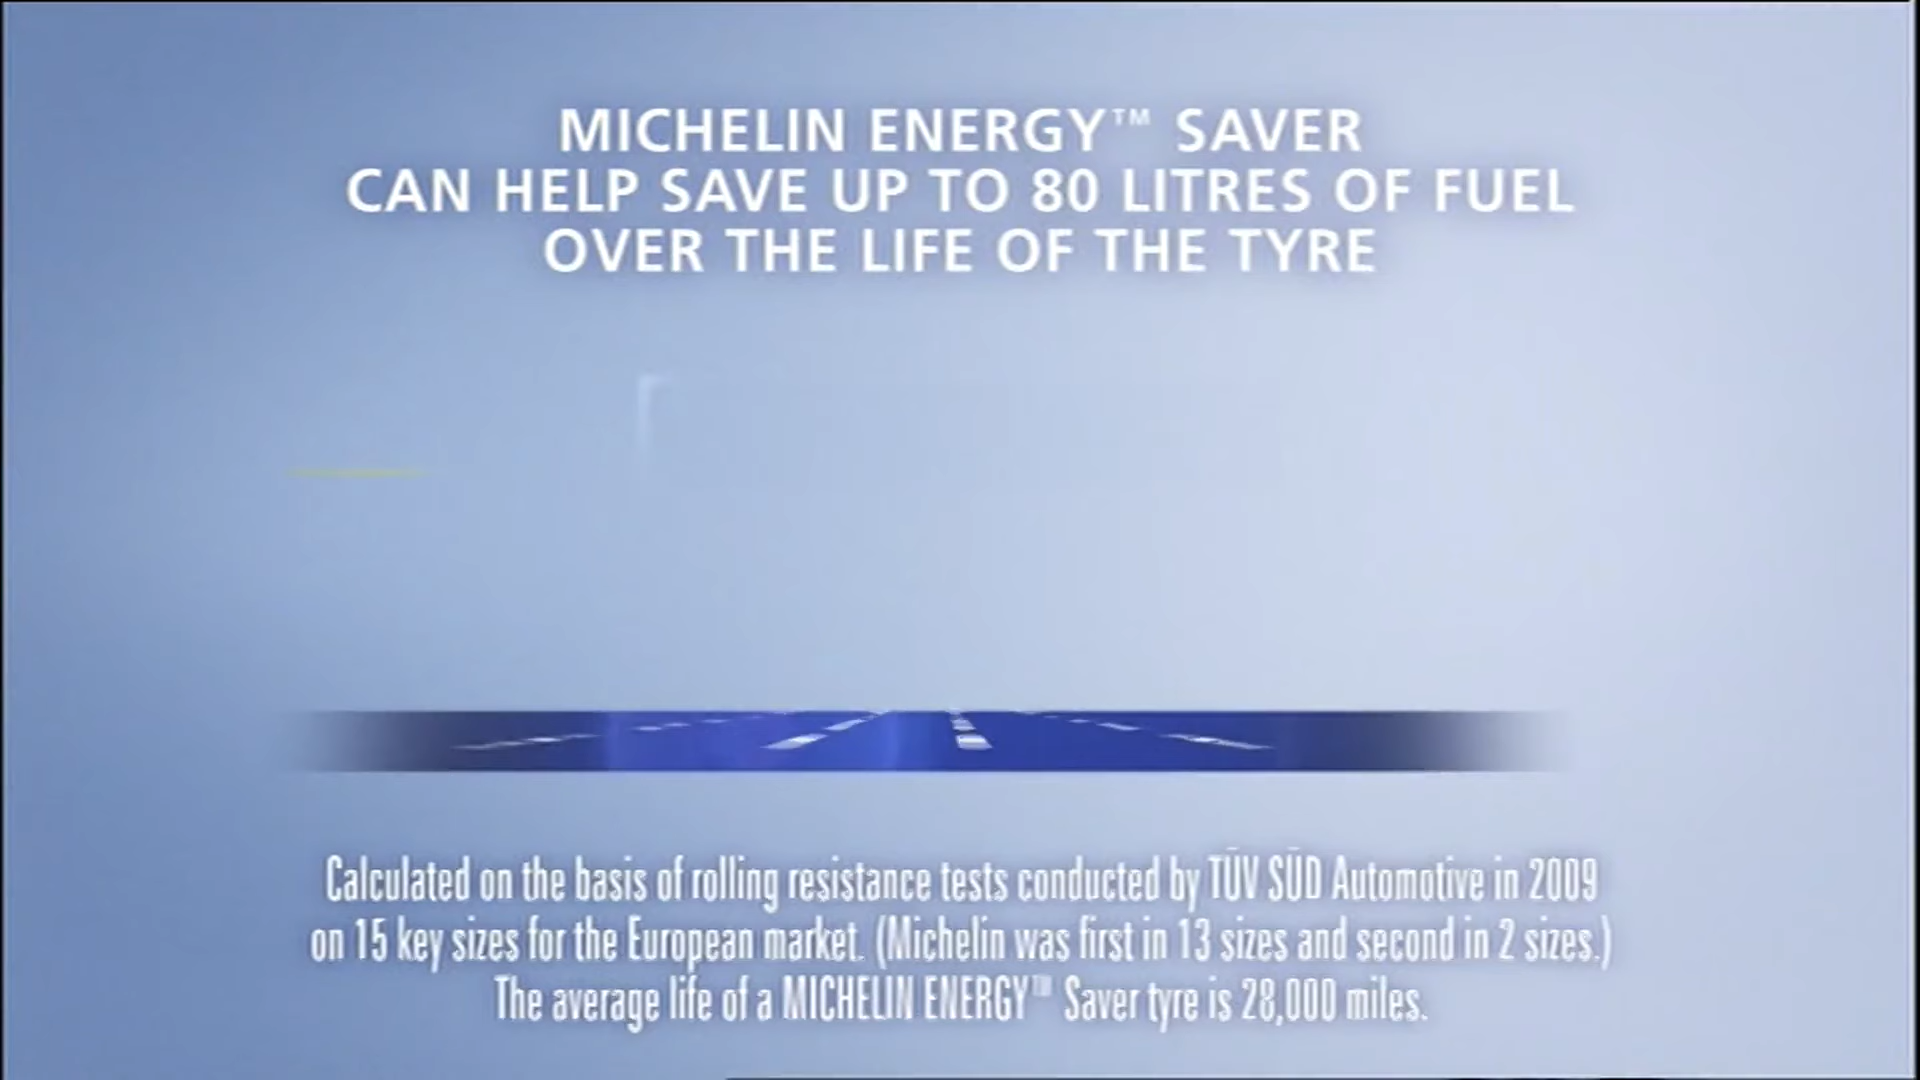 MICHELIN ENERGY™ SAVER
CAN HELP SAVE UP TO 80 LITRES OF FUEL
OVER THE LIFE OF THE TYRE
Calculated on the basis of rolling resistance tests conducted by TÜV SÜD Automotive in 2009
on 15 key sizes for the European market. (Michelin was first in 13 sizes and second in 2 sizes.)
The average life of a MICHELIN ENERGY™ Saver tyre is 28,000 miles.